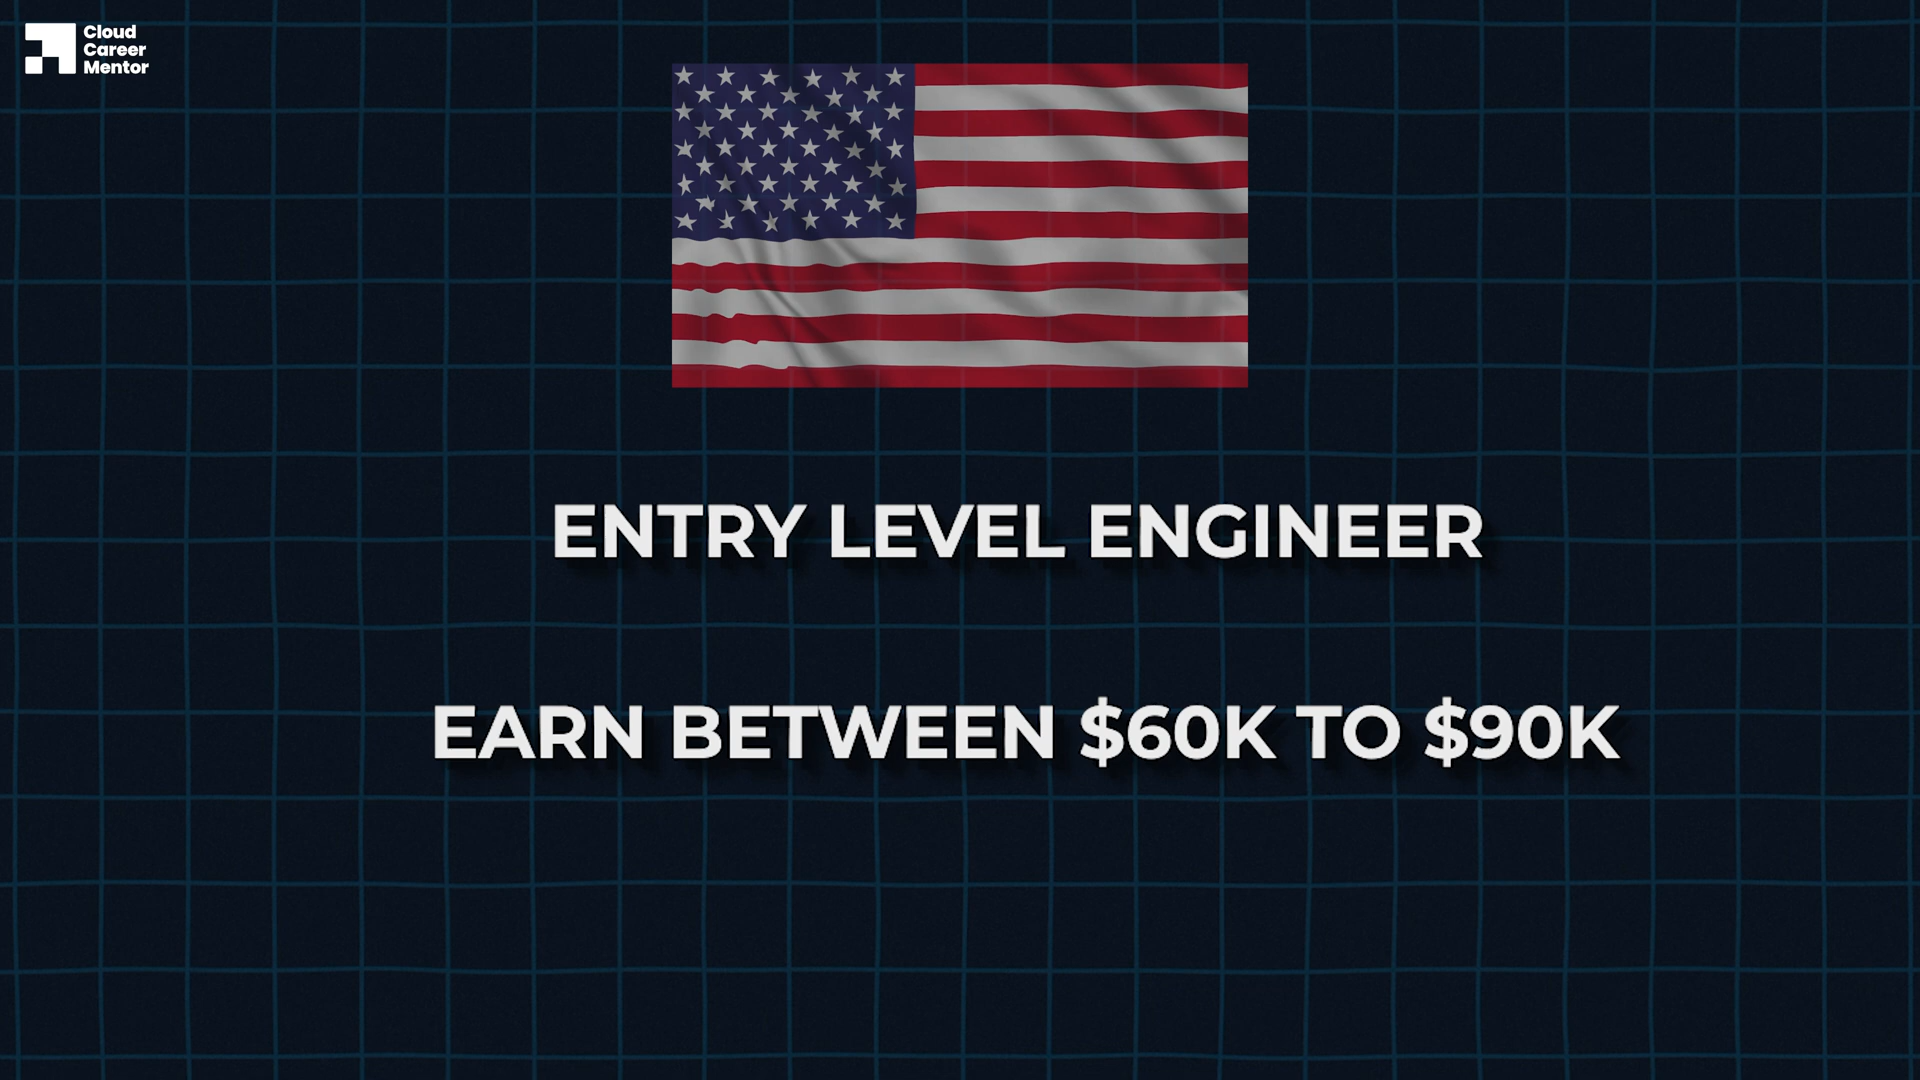 Cloud
Career
Mentor
ENTRY LEVEL ENGINEER
EARN BETWEEN $60K TO $90K